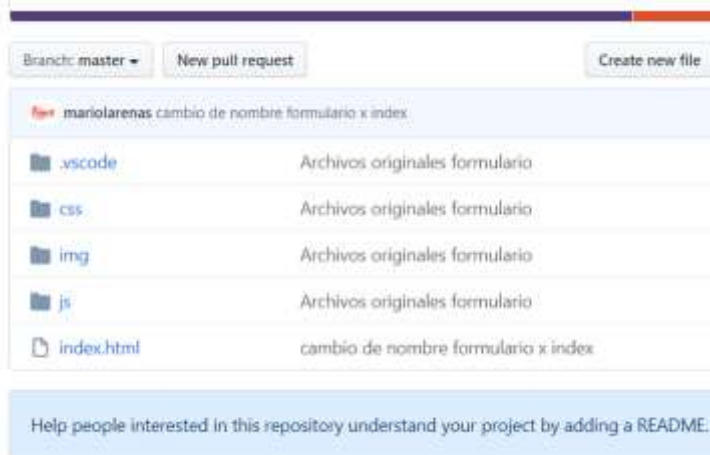 Branch: master
New pull request
Create new file
mariolarenas cambio de nombre formulario x index
.vscode Archivos originales formulario
css Archivos originales formulario
img Archivos originales formulario
js Archivos originales formulario
index.html cambio de nombre formulario x index
Help people interested in this repository understand your project by adding a README.